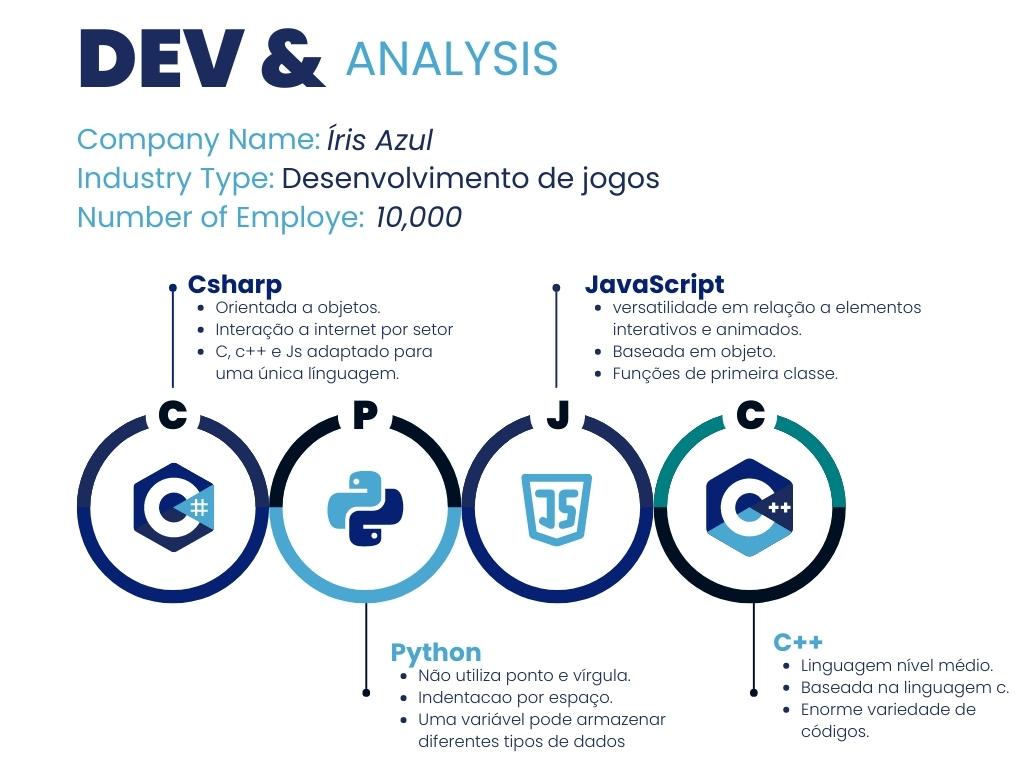 DEV & ANALYSIS
Company Name: Íris Azul
Industry Type: Desenvolvimento de jogos
Number of Employe: 10,000
Csharp
• Orientada a objetos.
• Interação a internet por setor
• C, c++ e Js adaptado para
uma única línguagem.
JavaScript
• versatilidade em relação a elementos
interativos e animados.
• Baseada em objeto.
• Funções de primeira classe.
C
P
J
C
C#
JS
C++
Python
• Não utiliza ponto e vírgula.
• Indentacao por espaço.
• Uma variável pode armazenar
diferentes tipos de dados
C++
• Linguagem nível médio.
• Baseada na linguagem c.
• Enorme variedade de
códigos.